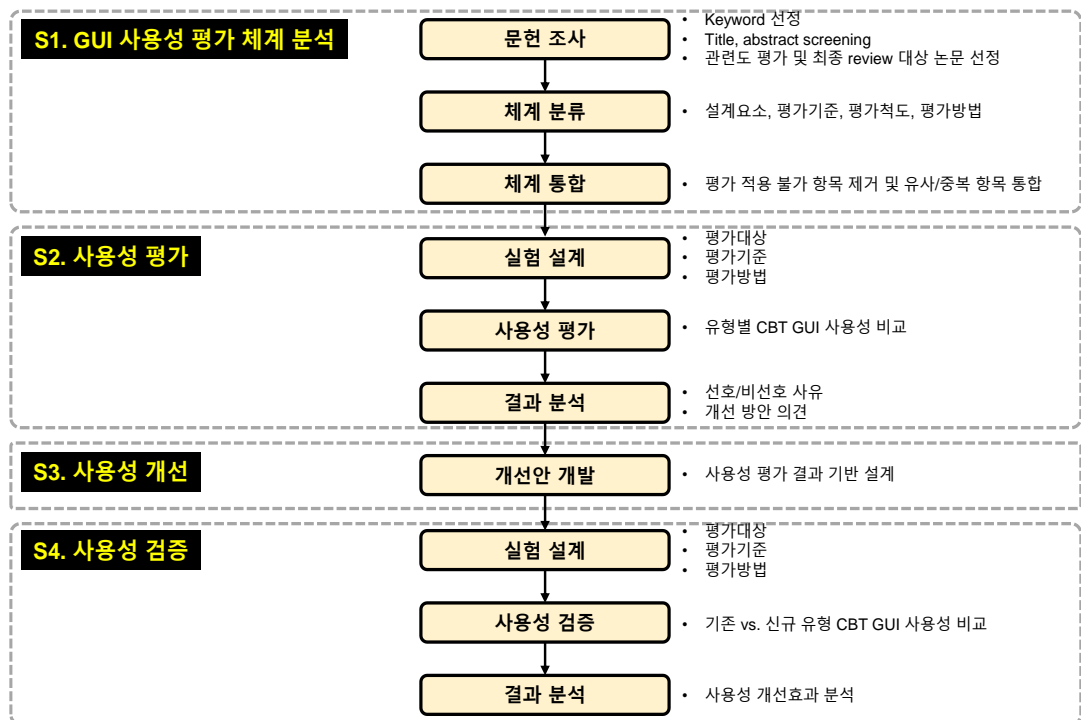 S1. GUI 사용성 평가 체계 분석
문헌 조사
• Keyword 선정
• Title, abstract screening
• 관련도 평가 및 최종 review 대상 논문 선정
체계 분류
• 설계요소, 평가기준, 평가척도, 평가방법
체계 통합
• 평가 적용 불가 항목 제거 및 유사/중복 항목 통합
S2. 사용성 평가
실험 설계
• 평가대상
• 평가기준
• 평가방법
사용성 평가
• 유형별 CBT GUI 사용성 비교
결과 분석
• 선호/비선호 사유
• 개선 방안 의견
S3. 사용성 개선
개선안 개발
• 사용성 평가 결과 기반 설계
S4. 사용성 검증
실험 설계
• 평가대상
• 평가기준
• 평가방법
사용성 검증
• 기존 vs. 신규 유형 CBT GUI 사용성 비교
결과 분석
• 사용성 개선효과 분석